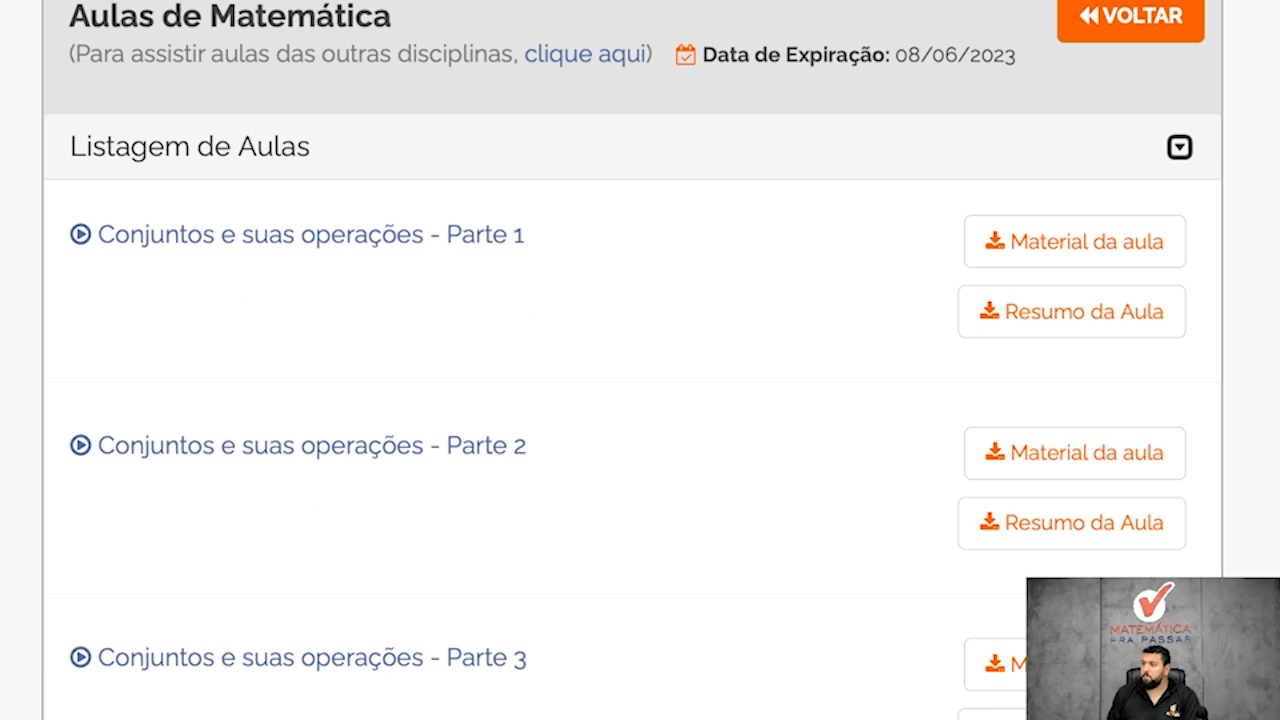 Aulas de Matemática
VOLTAR
(Para assistir aulas das outras disciplinas, clique aqui)
Data de Expiração: 08/06/2023
Listagem de Aulas
Conjuntos e suas operações - Parte 1
Material da aula
Resumo da Aula
Conjuntos e suas operações - Parte 2
Material da aula
Resumo da Aula
Conjuntos e suas operações - Parte 3
MATEMÁTICA
PRA PASSAR